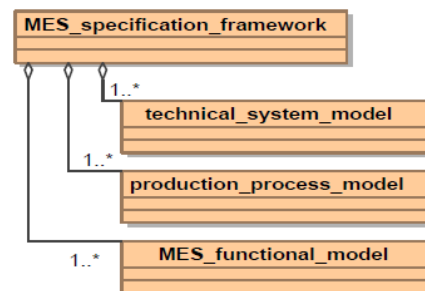 MES_specification_framework
1..*
technical_system_model
1..*
production_process_model
1..*
MES_functional_model